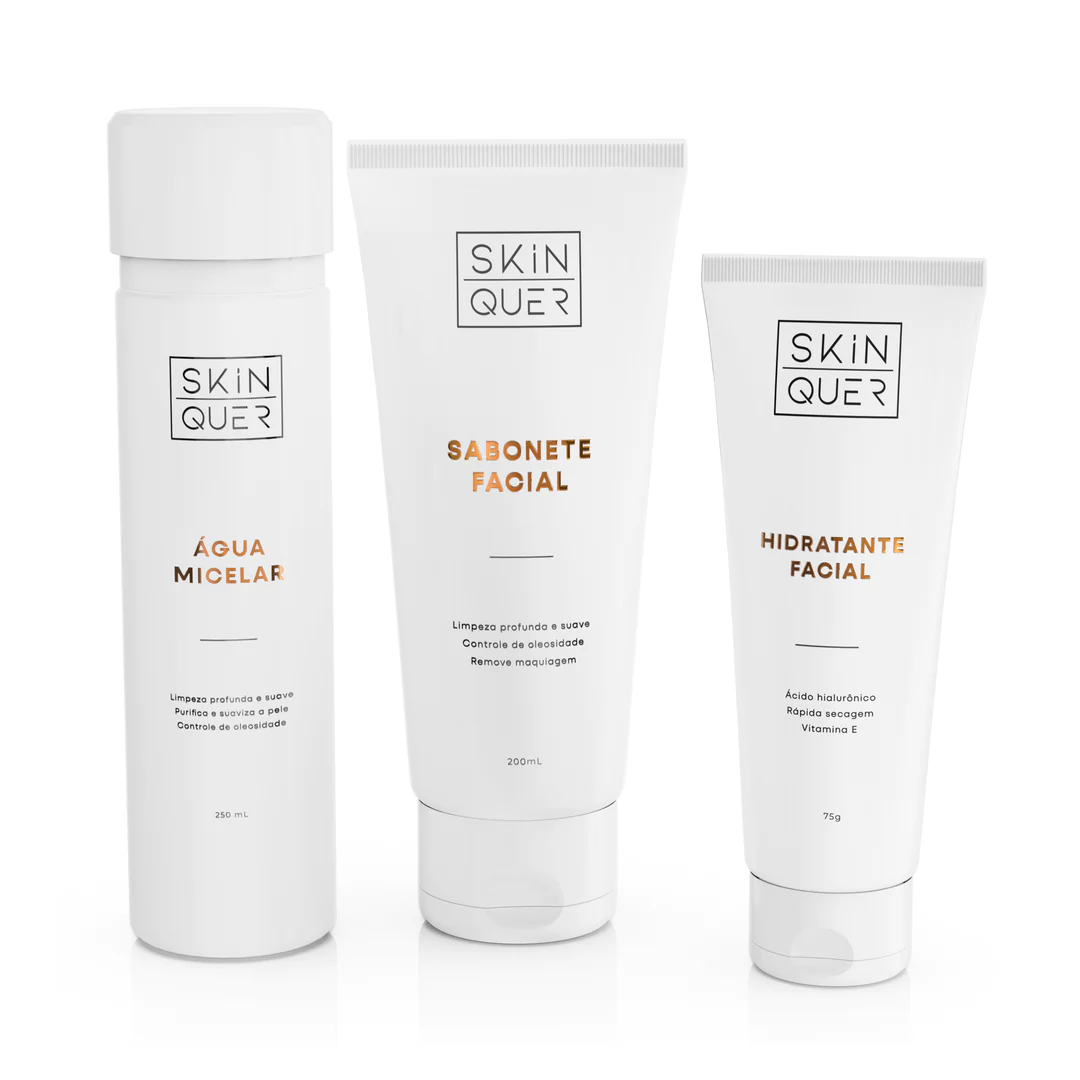 SKiN
QUER
ÁGUA
MICELAR
Limpeza profunda e suave
Purifica e suaviza a pele
Controle de oleosidade
250 mL
SKiN
QUER
SABONETE
FACIAL
Limpeza profunda e suave
Controle de oleosidade
Remove maquiagem
200mL
SKiN
QUER
HIDRATANTE
FACIAL
Ácido hialurônico
Rápida secagem
Vitamina E
75g